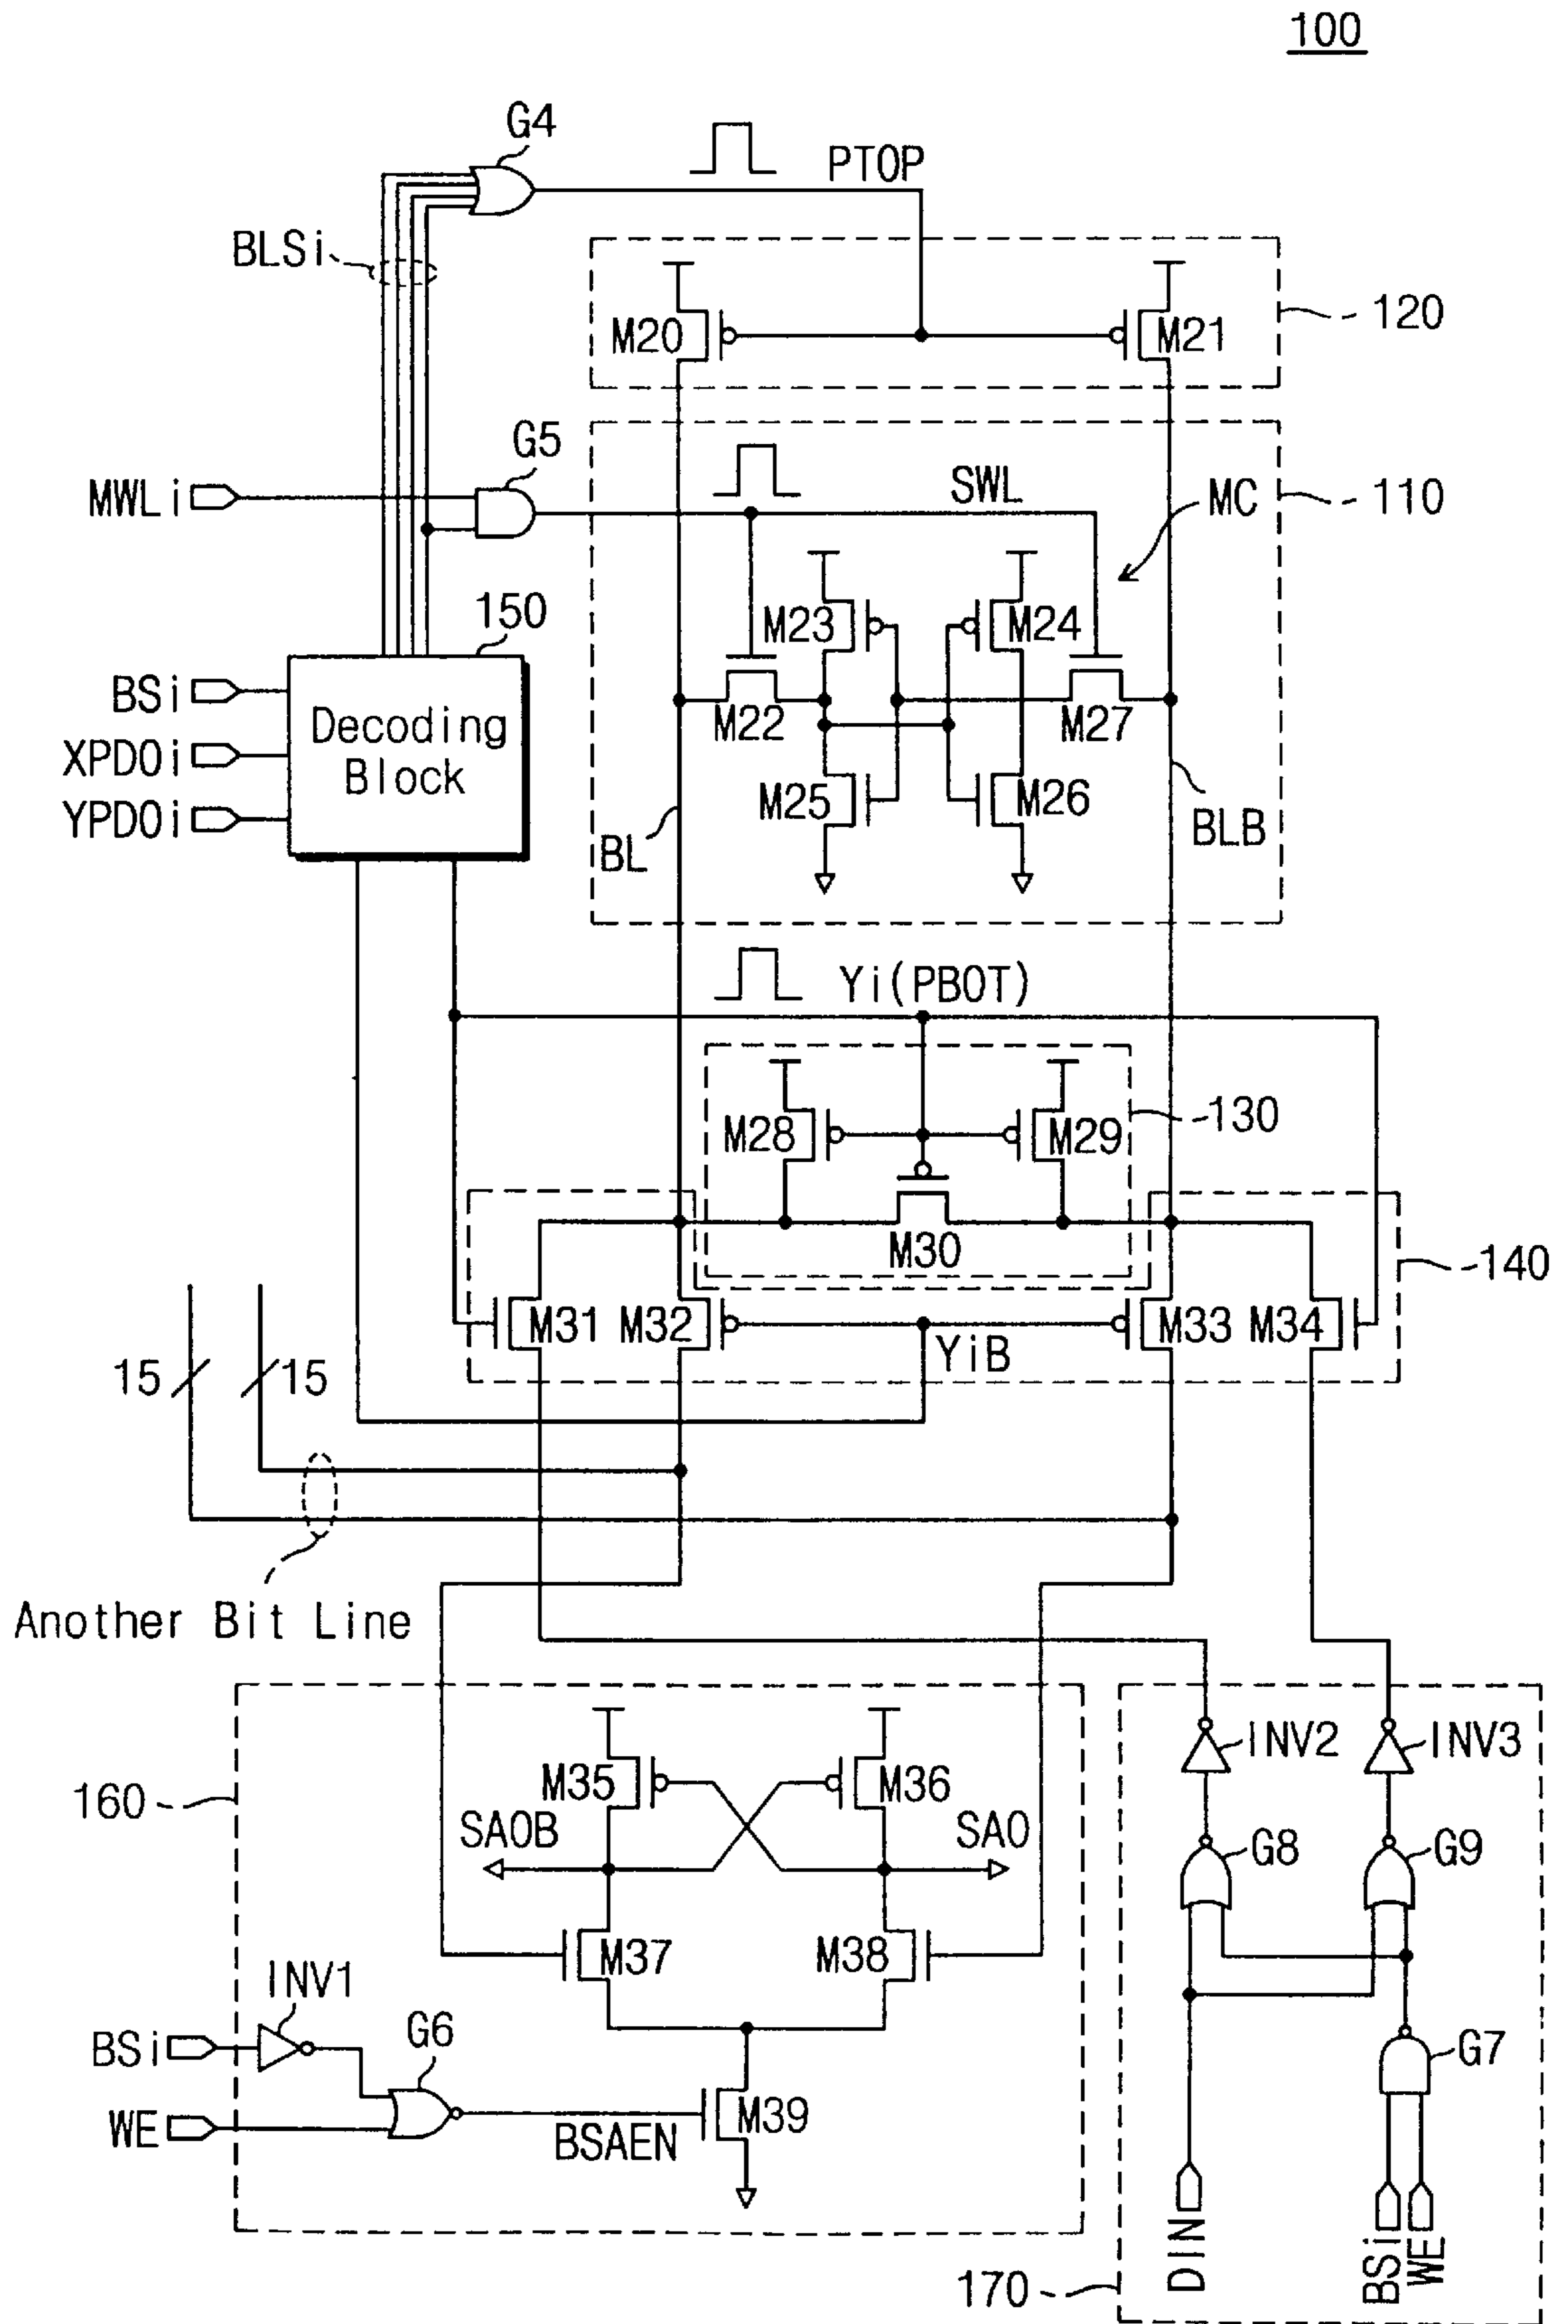 100
G4
PTOP
BLSi
M20
M21
120
G5
MWLi
SWL
MC
110
150
M23
M24
BSi
Decoding
Block
M22
M27
XPD0i
YPD0i
M25
M26
BL
BLB
Yi(PBOT)
M28
M29
130
M30
140
M31
M32
M33
M34
YiB
15
15
Another Bit Line
INV2
INV3
M35
M36
160
SAOB
SAO
G8
G9
M37
M38
INV1
BSi
G6
G7
WE
M39
BSAEN
DIN
BSi
WE
170